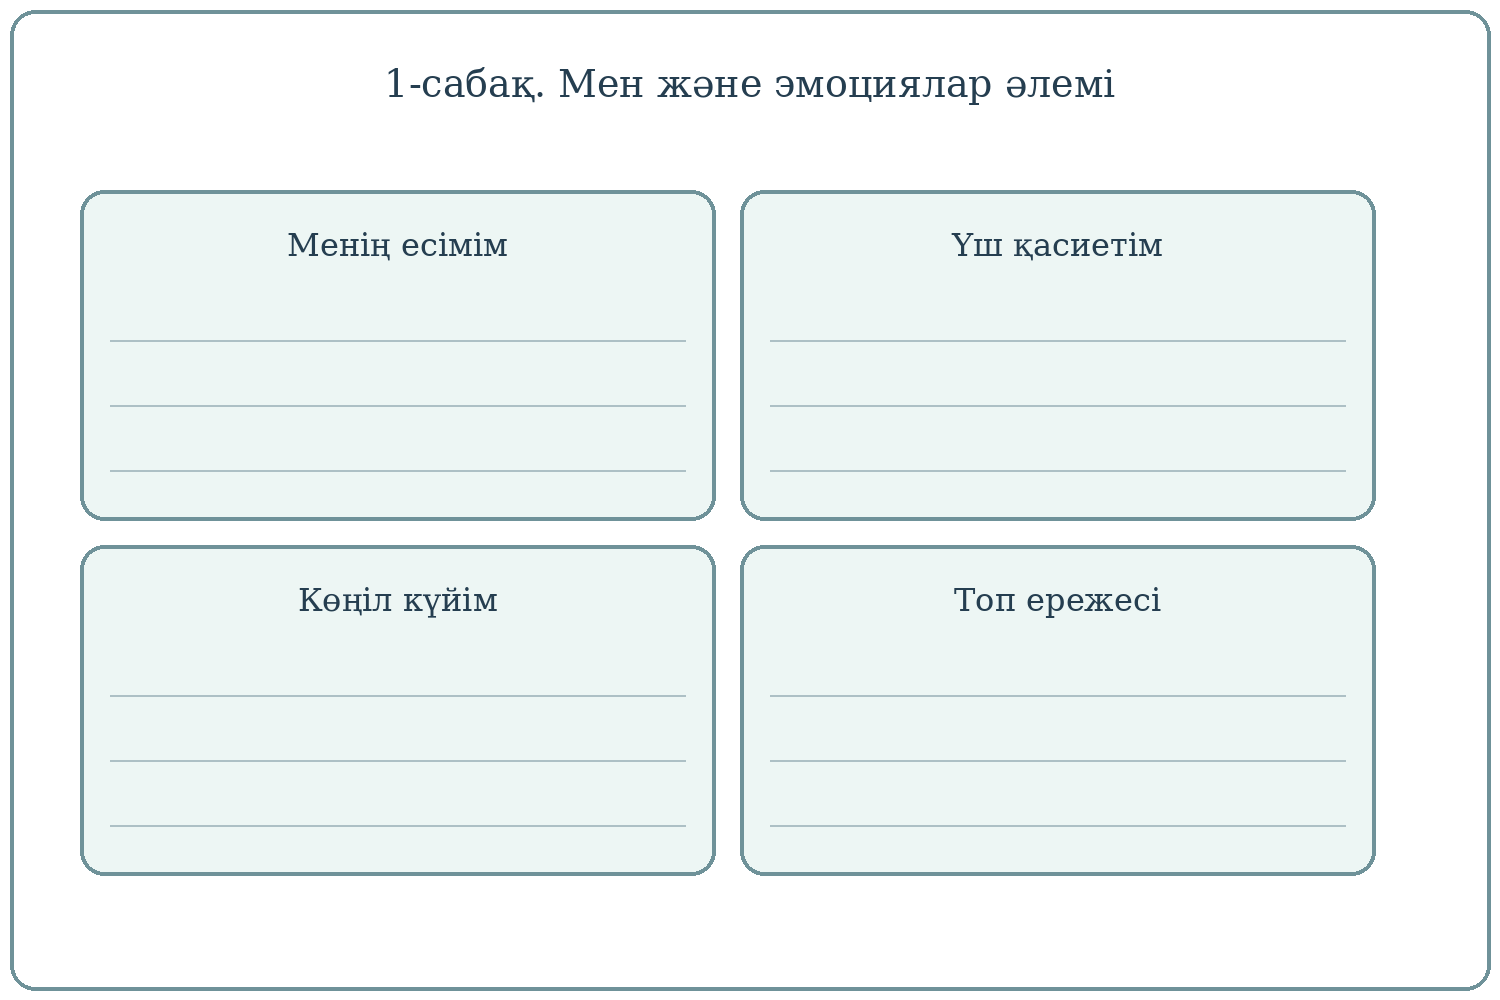 1-сабақ. Мен және эмоциялар әлемі
Менің есімім
Үш қасиетім
Көңіл күйім
Топ ережесі